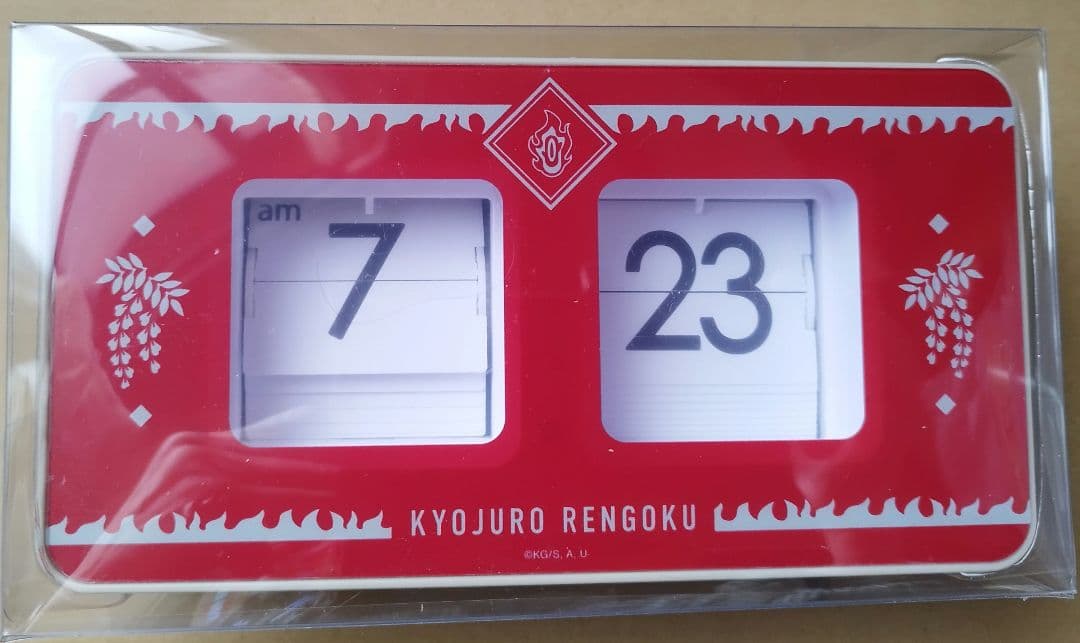 am
7
23
KYOJURO RENGOKU
©KG/S, A, U